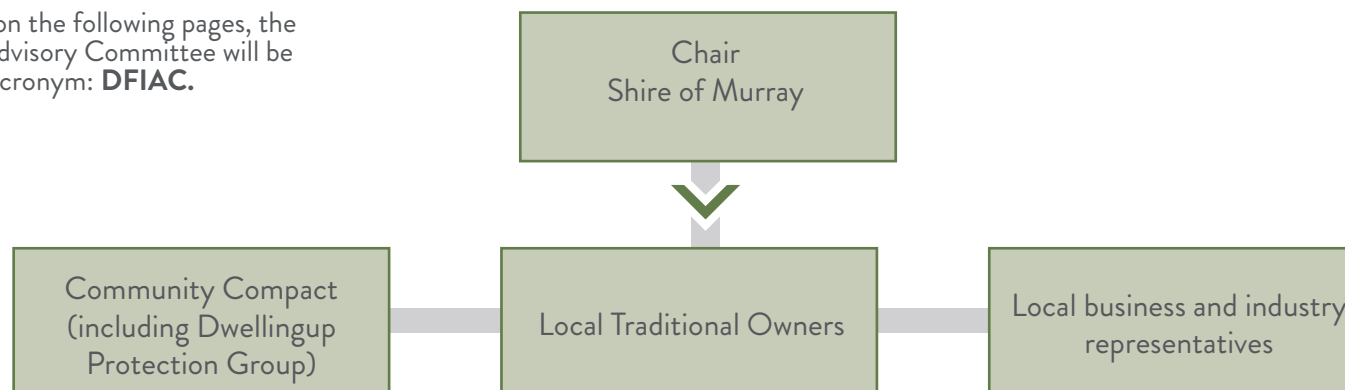 on the following pages, the
dvisory Committee will be
cronym: DFIAC.
Chair
Shire of Murray
Community Compact
(including Dwellingup
Protection Group)
Local Traditional Owners
Local business and industry
representatives